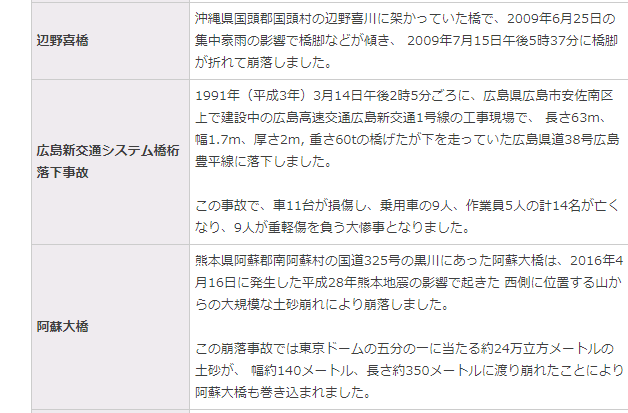 辺野喜橋
沖縄県国頭郡国頭村の辺野喜川に架かっていた橋で、2009年6月25日の
集中豪雨の影響で橋脚などが傾き、 2009年7月15日午後5時37分に橋脚
が折れて崩落しました。
広島新交通システム橋桁
落下事故
1991年（平成3年）3月14日午後2時5分ごろに、広島県広島市安佐南区
上で建設中の広島高速交通広島新交通1号線の工事現場で、 長さ63m、
幅1.7m、厚さ2m, 重さ60tの橋げたが下を走っていた広島県道38号広島
豊平線に落下しました。
この事故で、車11台が損傷し、乗用車の9人、作業員5人の計14名が亡く
なり、9人が重軽傷を負う大惨事となりました。
阿蘇大橋
熊本県阿蘇郡南阿蘇村の国道325号の黒川にあった阿蘇大橋は、2016年4
月16日に発生した平成28年熊本地震の影響で起きた 西側に位置する山か
らの大規模な土砂崩れにより崩落しました。
この崩落事故では東京ドームの五分の一に当たる約24万立方メートルの
土砂が、 幅約140メートル、長さ約350メートルに渡り崩れたことにより
阿蘇大橋も巻き込まれました。